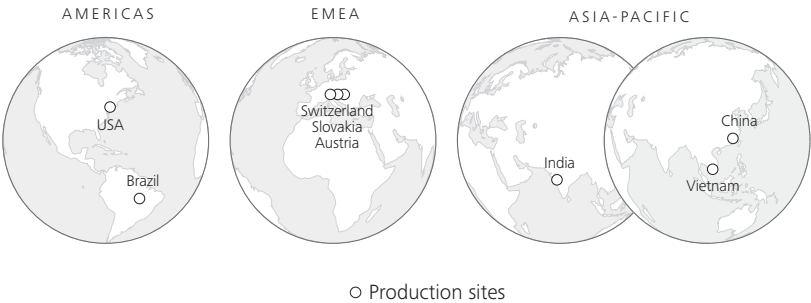 AMERICAS
EMEA
ASIA-PACIFIC
USA
Brazil
Switzerland
Slovakia
Austria
India
China
Vietnam
Production sites